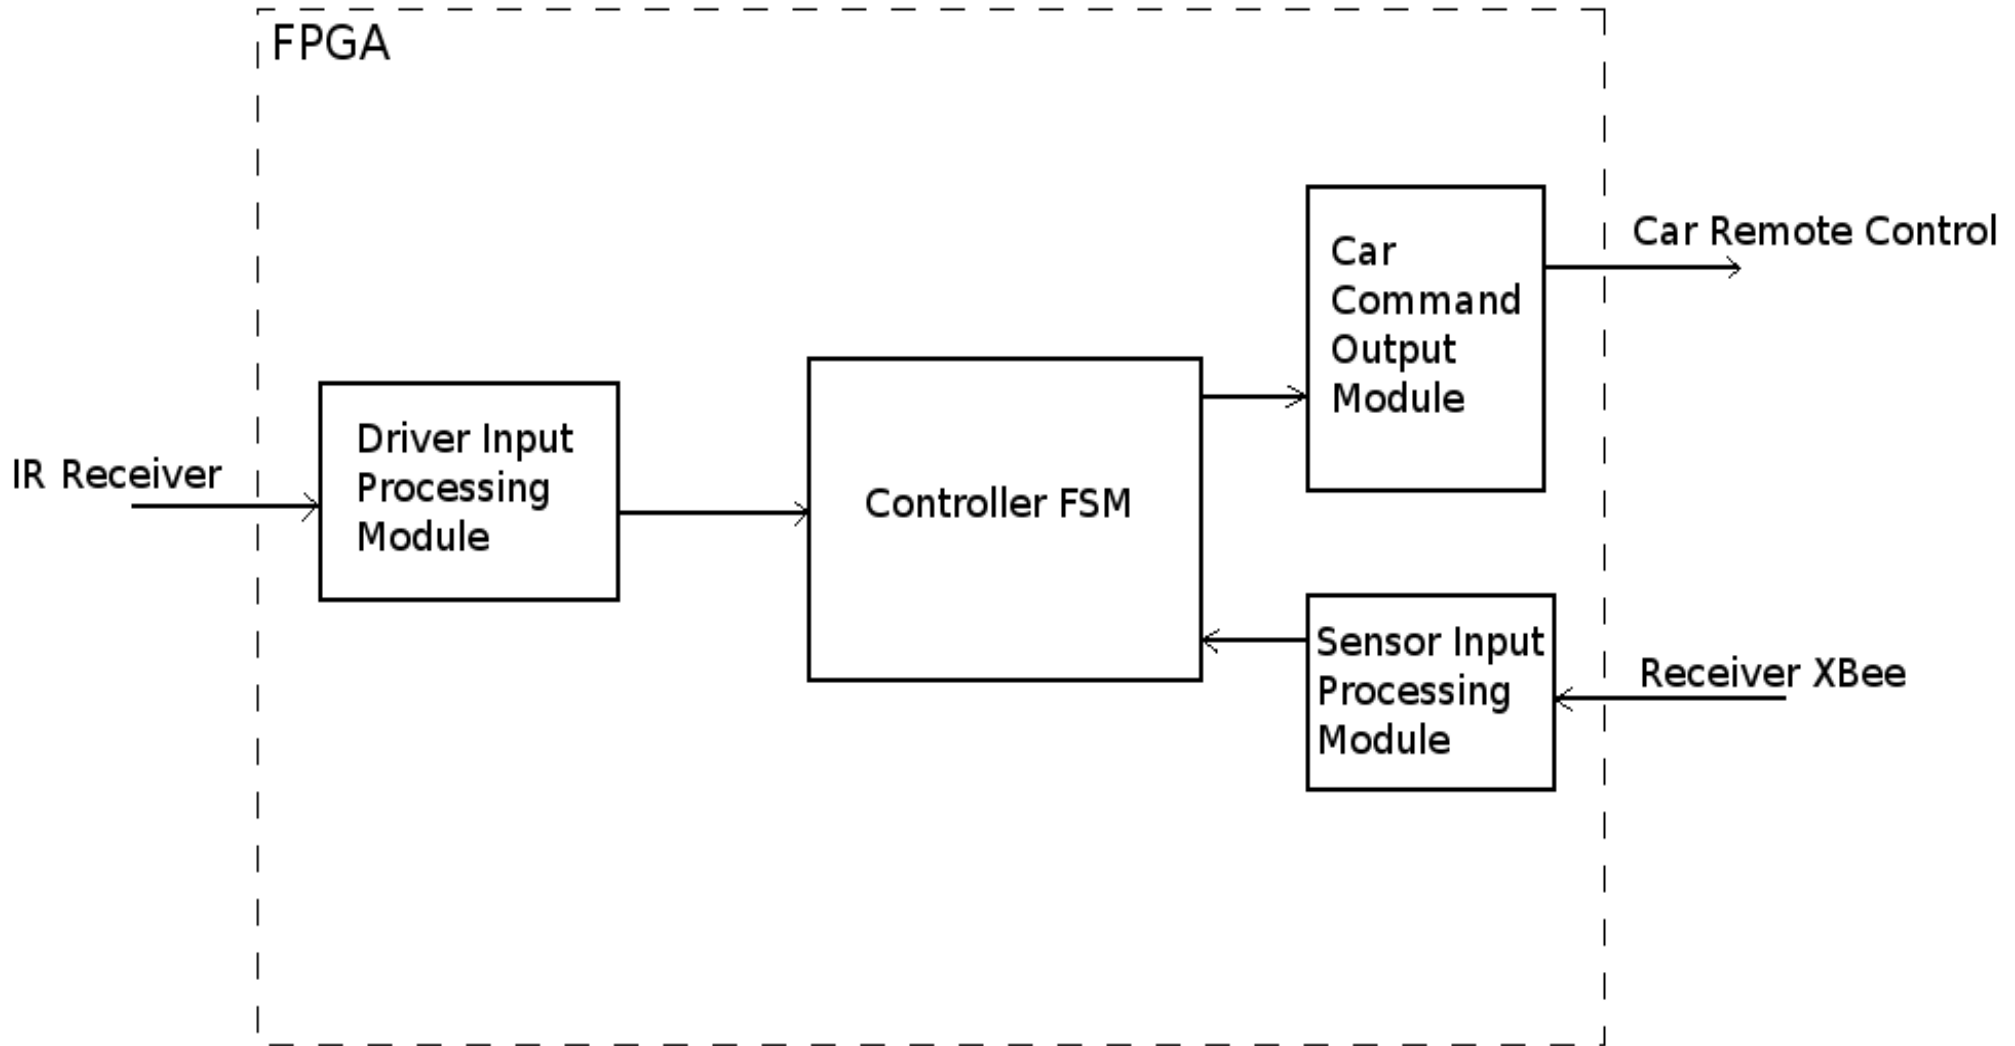 FPGA
Car Remote Control
Car
Command
Output
Module
IR Receiver
Driver Input
Processing
Module
Controller FSM
Sensor Input
Processing
Module
Receiver XBee